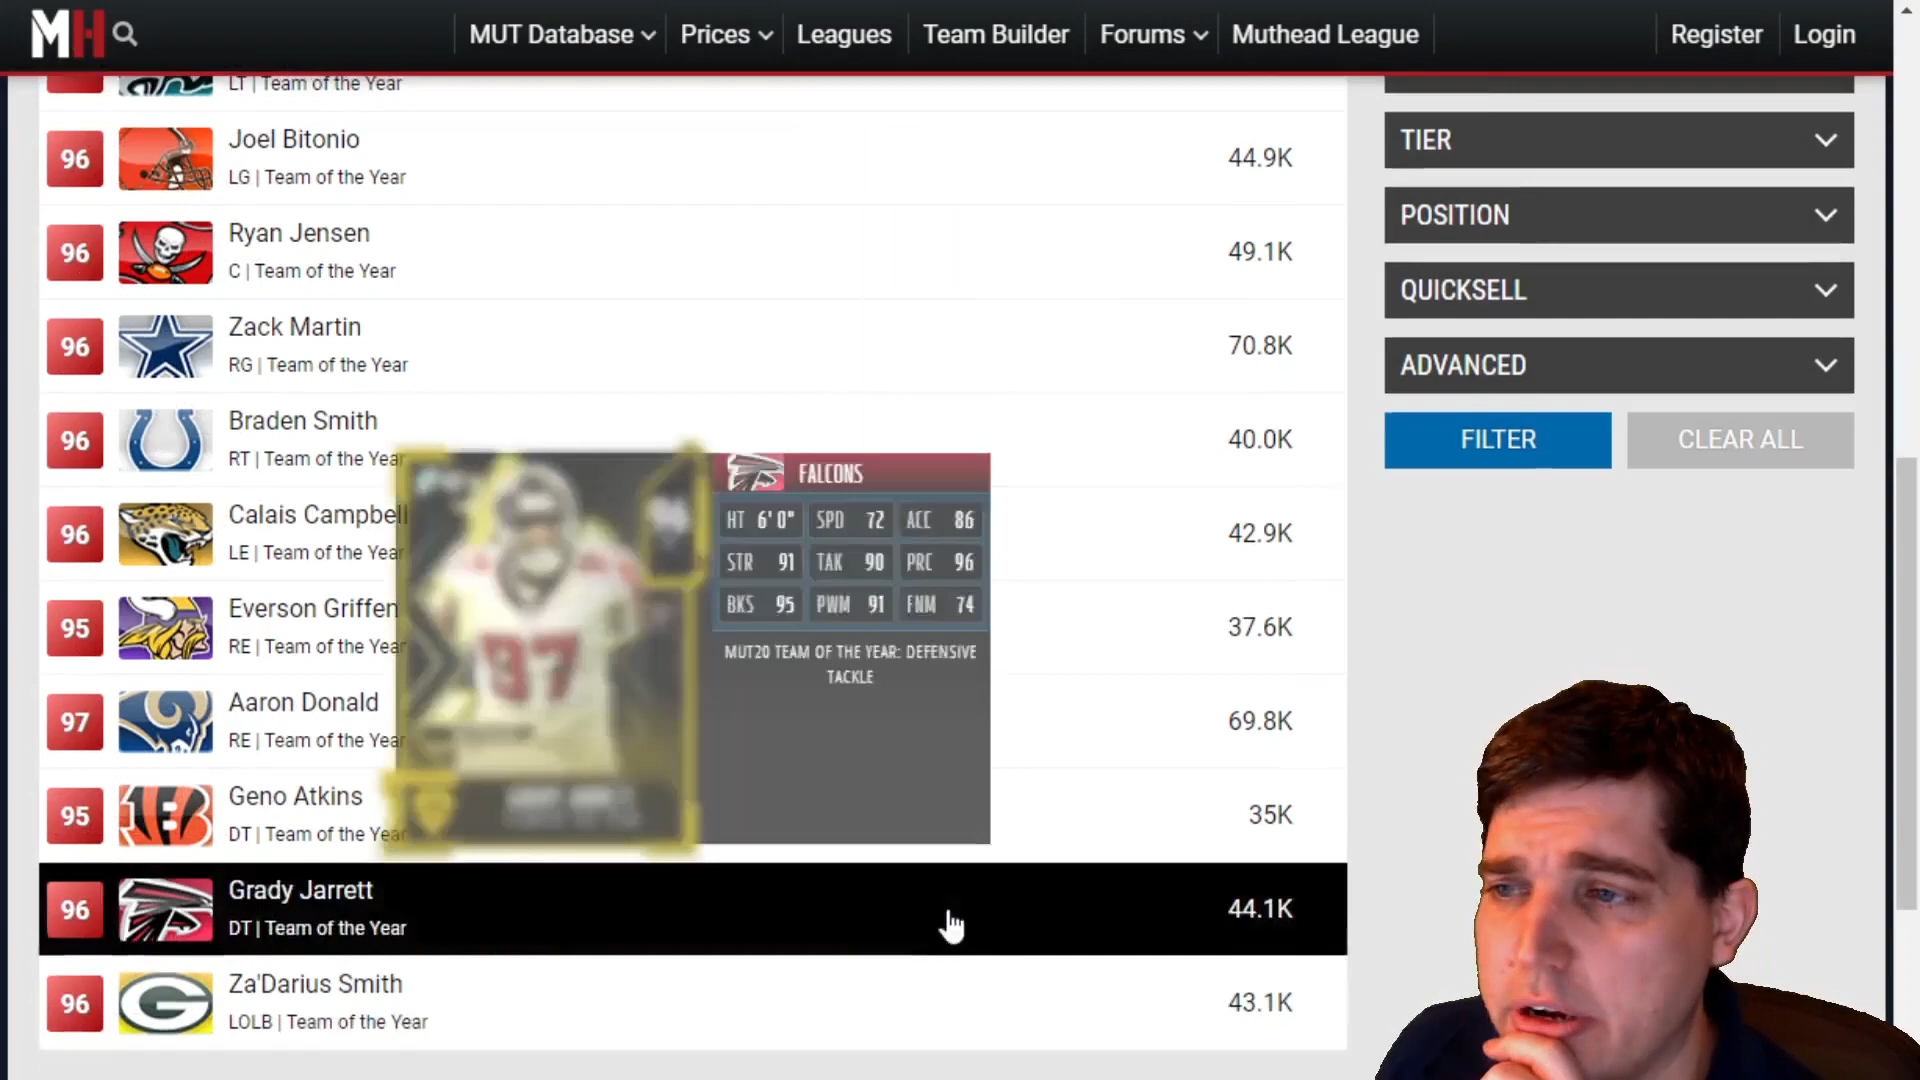 MH
MUT Database
Prices
Leagues
Team Builder
Forums
Muthead League
Register
Login
LT | Team of the Year
96
Joel Bitonio
LG | Team of the Year
44.9K
96
Ryan Jensen
C | Team of the Year
49.1K
96
Zack Martin
RG | Team of the Year
70.8K
96
Braden Smith
RT | Team of the Year
40.0K
96
Calais Campbell
LE | Team of the Year
42.9K
95
Everson Griffen
RE | Team of the Year
37.6K
97
Aaron Donald
RE | Team of the Year
69.8K
95
Geno Atkins
DT | Team of the Year
35K
96
Grady Jarrett
DT | Team of the Year
44.1K
96
Za'Darius Smith
LOLB | Team of the Year
43.1K
96
97
FALCONS
HT 6' 0" SPD 72 ACC 86
STR 91 TAK 90 PRC 96
BKS 95 PWM 91 FNM 74
MUT20 TEAM OF THE YEAR: DEFENSIVE
TACKLE
TIER
POSITION
QUICKSELL
ADVANCED
FILTER
CLEAR ALL